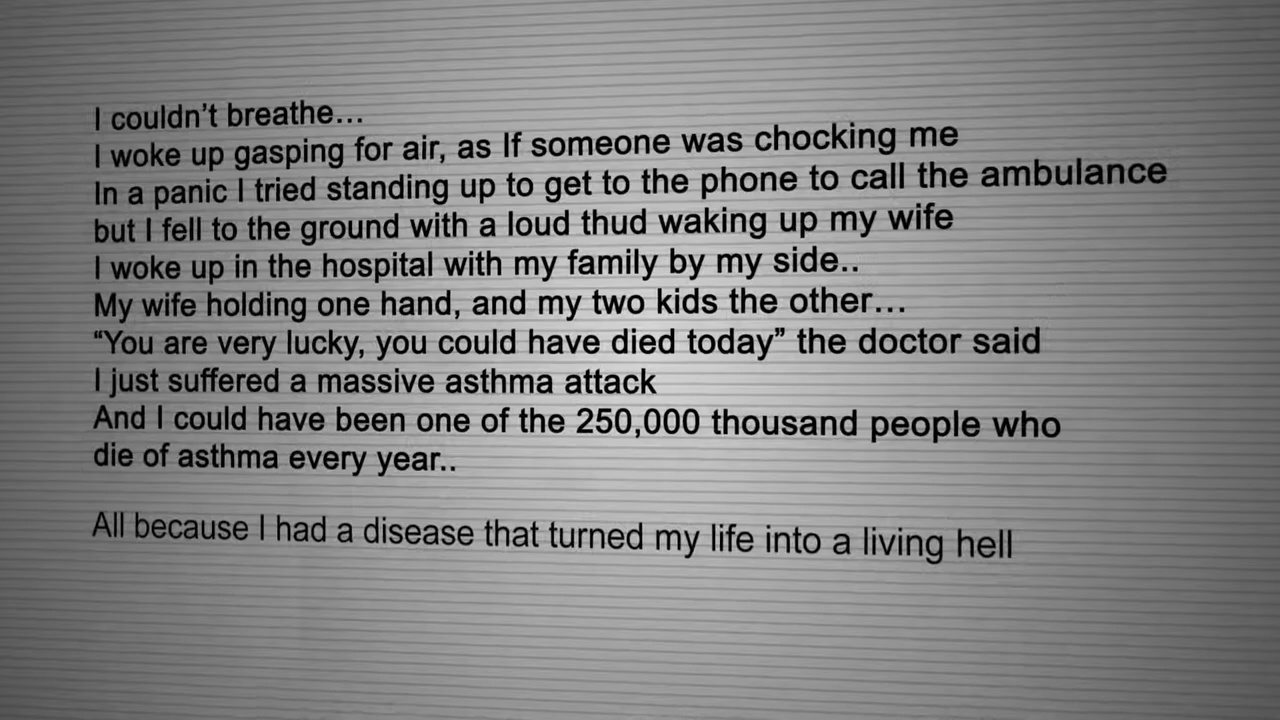 I couldn’t breathe…
I woke up gasping for air, as If someone was chocking me
In a panic I tried standing up to get to the phone to call the ambulance
but I fell to the ground with a loud thud waking up my wife
I woke up in the hospital with my family by my side..
My wife holding one hand, and my two kids the other…
“You are very lucky, you could have died today” the doctor said
I just suffered a massive asthma attack
And I could have been one of the 250,000 thousand people who
die of asthma every year..
All because I had a disease that turned my life into a living hell